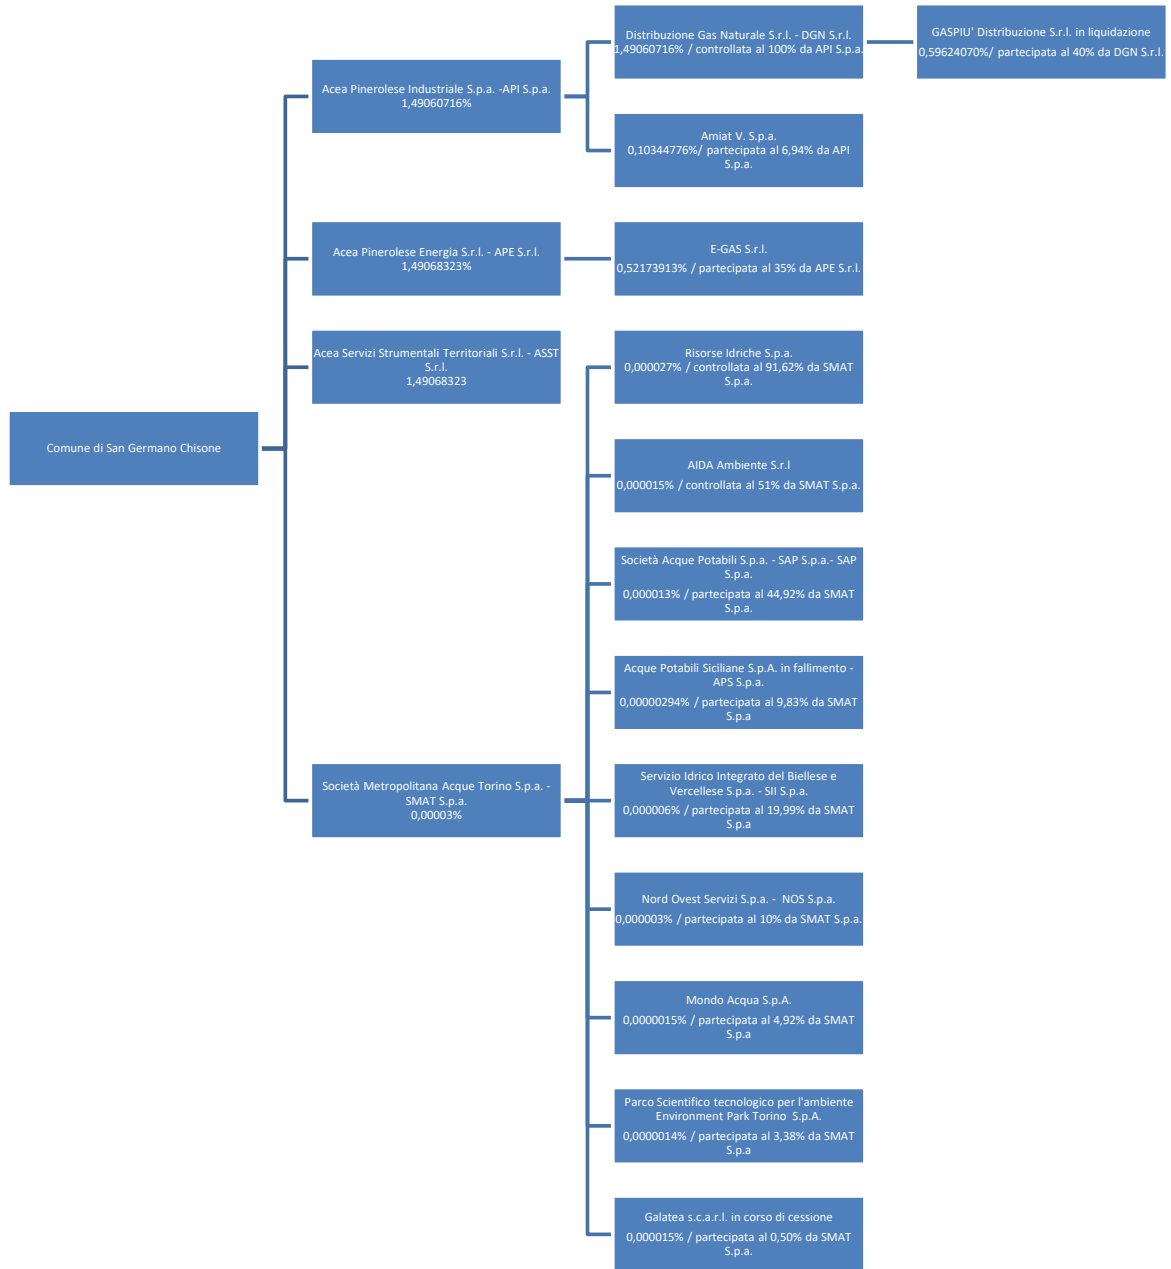 Comune di San Germano Chisone
Acea Pinerolese Industriale S.p.a. -API S.p.a.
1,49060716%
Distribuzione Gas Naturale S.r.l. - DGN S.r.l.
1,49060716% / controllata al 100% da API S.p.a.
GASPIU' Distribuzione S.r.l. in liquidazione
0,59624070%/ partecipata al 40% da DGN S.r.l.
Amiat V. S.p.a.
0,10344776%/ partecipata al 6,94% da API
S.p.a.
Acea Pinerolese Energia S.r.l. - APE S.r.l.
1,49068323%
E-GAS S.r.l.
0,52173913% / partecipata al 35% da APE S.r.l.
Acea Servizi Strumentali Territoriali S.r.l. - ASST
S.r.l.
1,49068323
Società Metropolitana Acque Torino S.p.a. -
SMAT S.p.a.
0,00003%
Risorse Idriche S.p.a.
0,000027% / controllata al 91,62% da SMAT
S.p.a.
AIDA Ambiente S.r.l
0,000015% / controllata al 51% da SMAT S.p.a.
Società Acque Potabili S.p.a. - SAP S.p.a.- SAP
S.p.a.
0,000013% / partecipata al 44,92% da SMAT
S.p.a.
Acque Potabili Siciliane S.p.A. in fallimento -
APS S.p.a.
0,00000294% / partecipata al 9,83% da SMAT
S.p.a
Servizio Idrico Integrato del Biellese e
Vercellese S.p.a. - SII S.p.a.
0,000006% / partecipata al 19,99% da SMAT
S.p.a
Nord Ovest Servizi S.p.a. -  NOS S.p.a.
0,000003% / partecipata al 10% da SMAT S.p.a.
Mondo Acqua S.p.A.
0,0000015% / partecipata al 4,92% da SMAT
S.p.a
Parco Scientifico tecnologico per l'ambiente
Environment Park Torino  S.p.A.
0,0000014% / partecipata al 3,38% da SMAT
S.p.a
Galatea s.c.a.r.l. in corso di cessione
0,000015% / partecipata al 0,50% da SMAT
S.p.a.